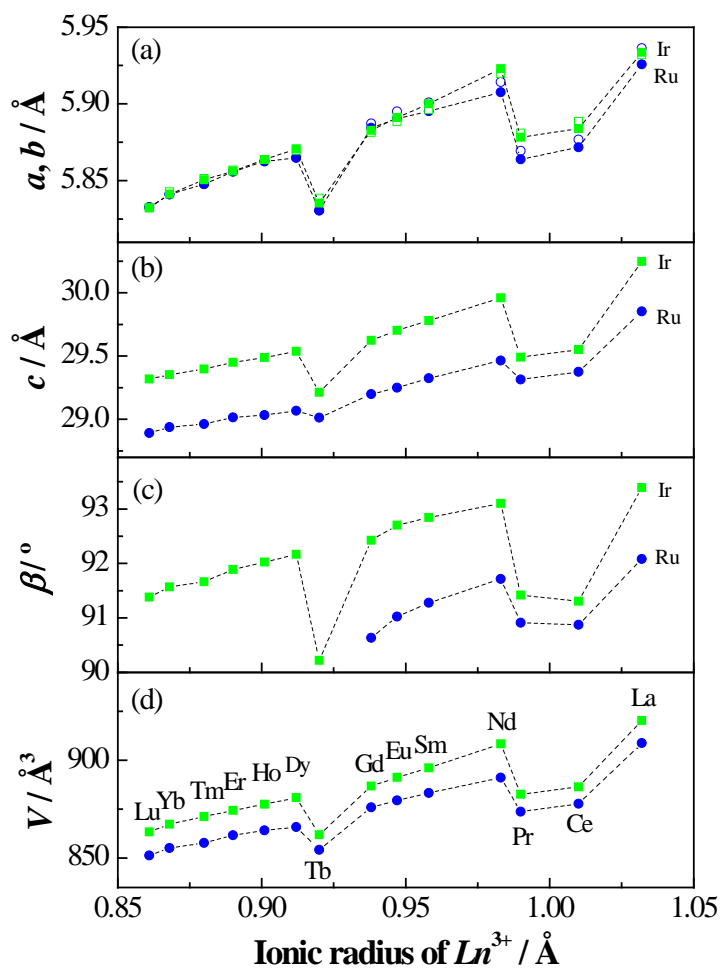 5.95
(a)
Ir
Ru
5.90
5.85
a, b / Å
(b)
Ir
30.0
Ru
29.5
29.0
c / Å
(c)
Ir
93
Ru
92
91
90
β/ °
(d)
La
Nd
900
Lu Yb Tm Er Ho Dy Gd Eu Sm
Pr Ce
850
Tb
V / Å³
0.85 0.90 0.95 1.00 1.05
Ionic radius of Ln³⁺ / Å